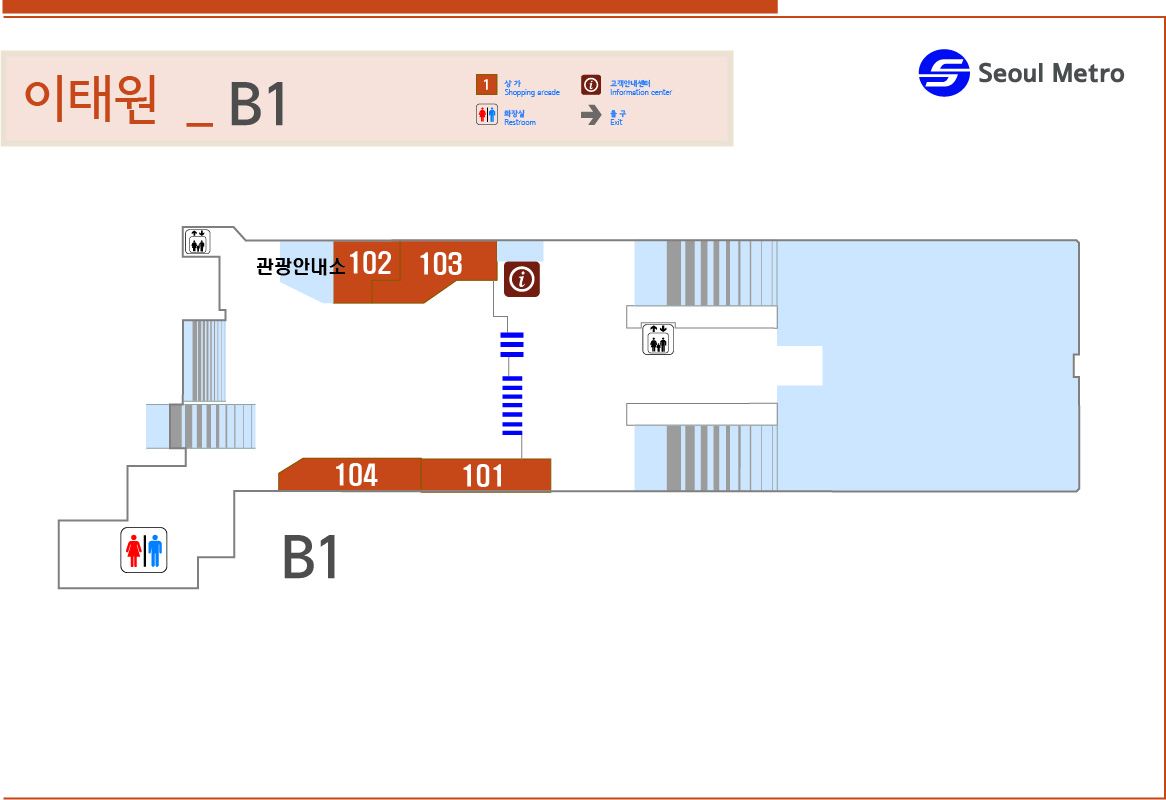 이태원 _ B1
1 상 가
Shopping arcade
고객안내센터
Information center
화장실
Restroom
출 구
Exit
Seoul Metro
관광안내소
102
103
104
101
B1